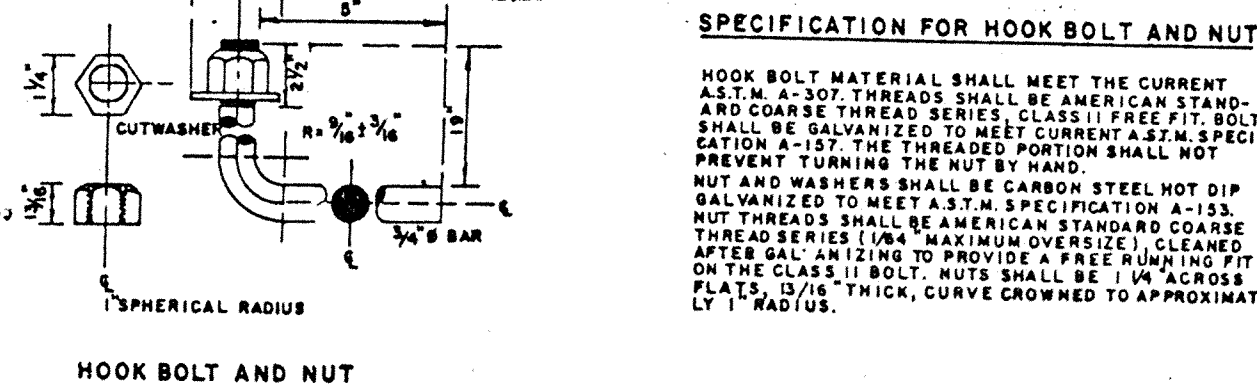 5"
1 1/4"
2 1/2"
CUTWASHER
R= 9/16" ± 3/16"
19"
13/16"
3/4" Ø BAR
1" SPHERICAL RADIUS
HOOK BOLT AND NUT
SPECIFICATION FOR HOOK BOLT AND NUT
HOOK BOLT MATERIAL SHALL MEET THE CURRENT
A.S.T.M. A-307. THREADS SHALL BE AMERICAN STAND-
ARD COARSE THREAD SERIES, CLASS II FREE FIT. BOLT
SHALL BE GALVANIZED TO MEET CURRENT A.S.T.M. SPECI
CATION A-157. THE THREADED PORTION SHALL NOT
PREVENT TURNING THE NUT BY HAND.
NUT AND WASHERS SHALL BE CARBON STEEL HOT DIP
GALVANIZED TO MEET A.S.T.M. SPECIFICATION A-153.
NUT THREADS SHALL BE AMERICAN STANDARD COARSE
THREAD SERIES (1/64" MAXIMUM OVERSIZE), CLEANED
AFTER GAL' ANIZING TO PROVIDE A FREE RUNNING FIT
ON THE CLASS II BOLT. NUTS SHALL BE 1 1/4" ACROSS
FLATS, 13/16" THICK, CURVE CROWNED TO APPROXIMAT
LY 1" RADIUS.